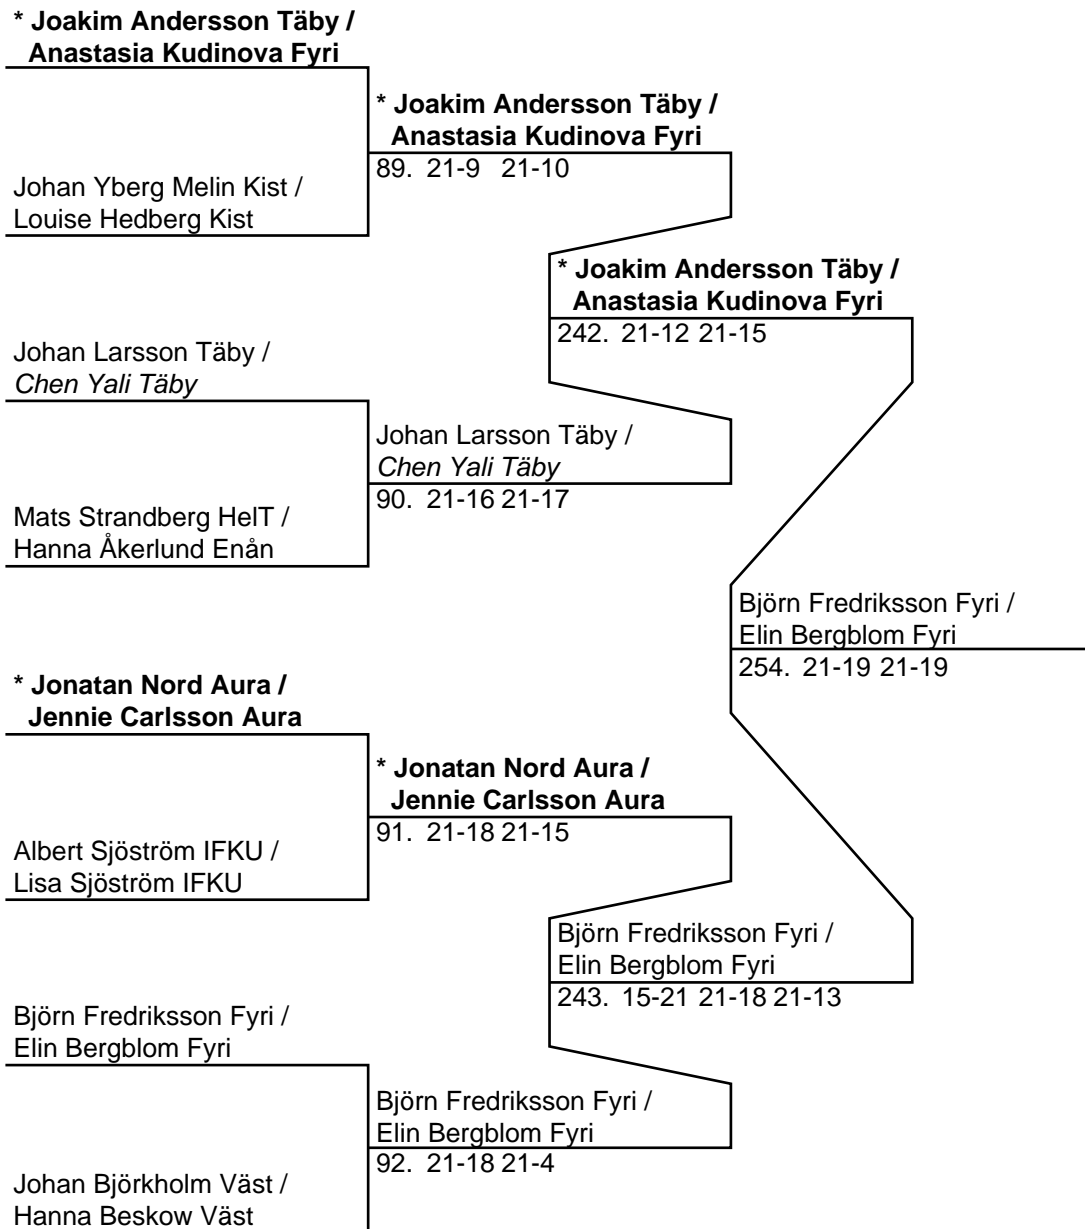 * Joakim Andersson Täby /
Anastasia Kudinova Fyri
* Joakim Andersson Täby /
Anastasia Kudinova Fyri
89. 21-9 21-10
Johan Yberg Melin Kist /
Louise Hedberg Kist
* Joakim Andersson Täby /
Anastasia Kudinova Fyri
242. 21-12 21-15
Johan Larsson Täby /
Chen Yali Täby
Johan Larsson Täby /
Chen Yali Täby
90. 21-16 21-17
Mats Strandberg HelT /
Hanna Åkerlund Enån
Björn Fredriksson Fyri /
Elin Bergblom Fyri
254. 21-19 21-19
* Jonatan Nord Aura /
Jennie Carlsson Aura
* Jonatan Nord Aura /
Jennie Carlsson Aura
91. 21-18 21-15
Albert Sjöström IFKU /
Lisa Sjöström IFKU
Björn Fredriksson Fyri /
Elin Bergblom Fyri
243. 15-21 21-18 21-13
Björn Fredriksson Fyri /
Elin Bergblom Fyri
Björn Fredriksson Fyri /
Elin Bergblom Fyri
92. 21-18 21-4
Johan Björkholm Väst /
Hanna Beskow Väst